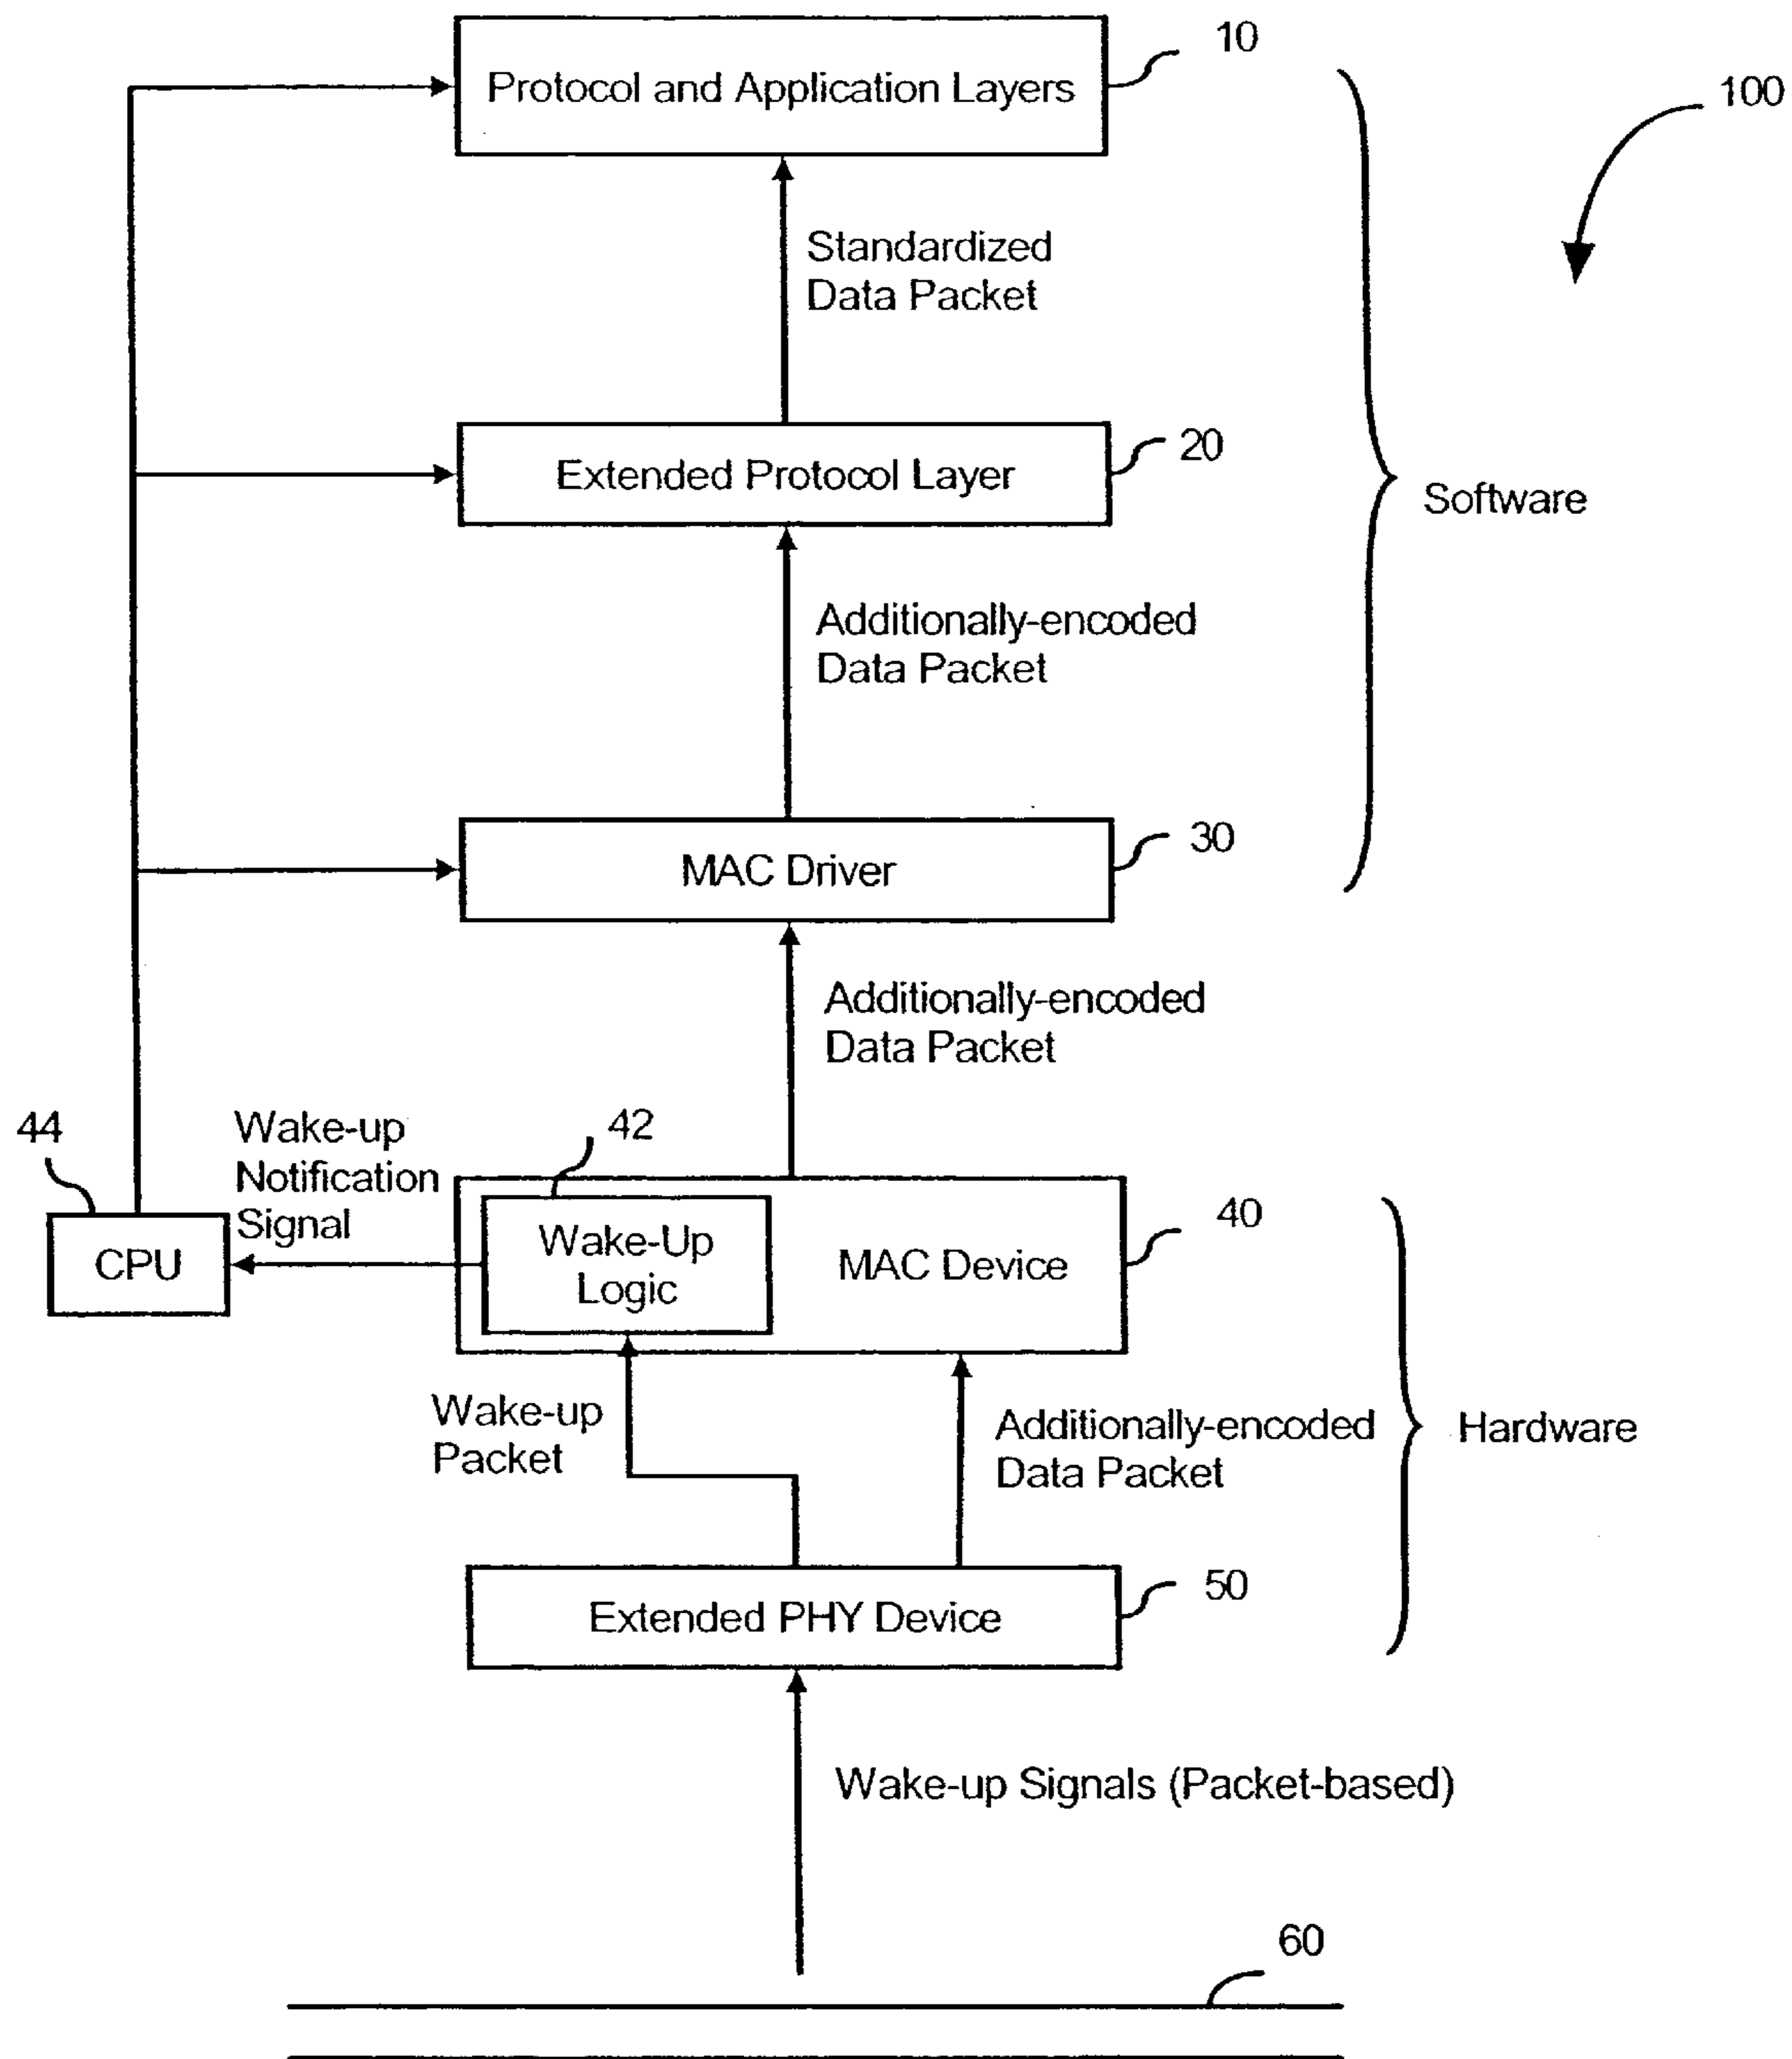 10
Protocol and Application Layers
100
Standardized
Data Packet
20
Extended Protocol Layer
Software
Additionally-encoded
Data Packet
30
MAC Driver
Additionally-encoded
Data Packet
44
Wake-up
Notification
Signal
42
CPU
Wake-Up
Logic
MAC Device
40
Wake-up
Packet
Additionally-encoded
Data Packet
Hardware
50
Extended PHY Device
Wake-up Signals (Packet-based)
60